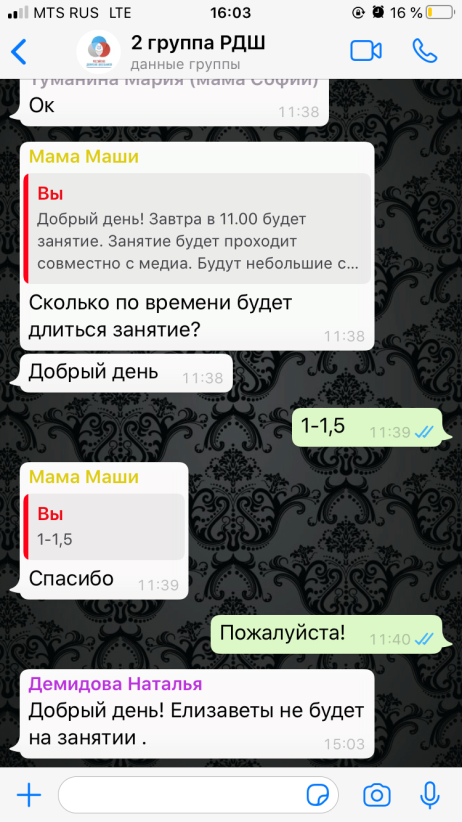 MTS RUS LTE 16:03 16 %
2 группа РДШ
данные группы
Туманина Мария (мама Софии)
Ок
11:38
Мама Маши
Вы
Добрый день! Завтра в 11.00 будет
занятие. Занятие будет проходит
совместно с медиа. Будут небольшие с...
Сколько по времени будет
длиться занятие?
11:38
Добрый день 11:38
1-1,5 11:39
Мама Маши
Вы
1-1,5
Спасибо 11:39
Пожалуйста! 11:40
Демидова Наталья
Добрый день! Елизаветы не будет
на занятии .
15:03